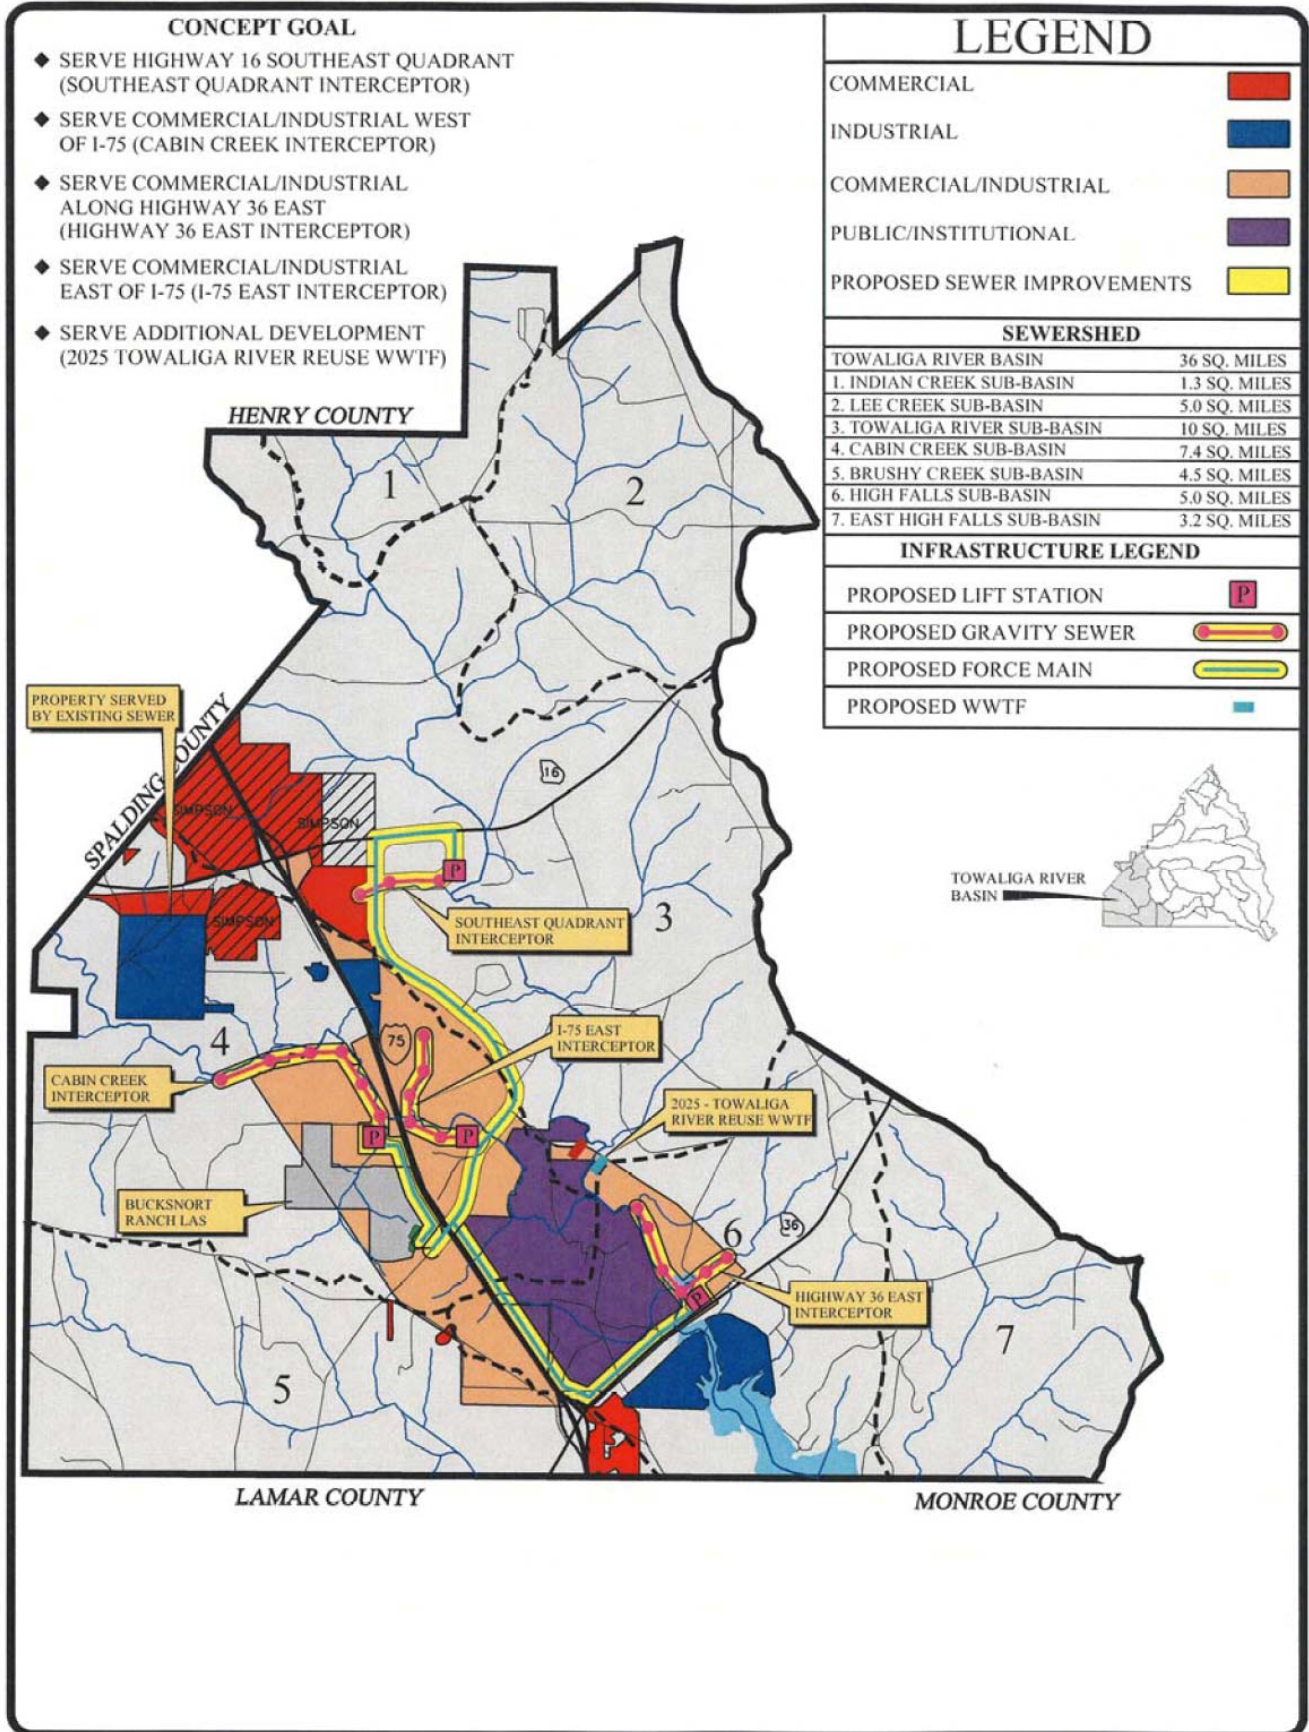 CONCEPT GOAL
◆ SERVE HIGHWAY 16 SOUTHEAST QUADRANT
(SOUTHEAST QUADRANT INTERCEPTOR)
◆ SERVE COMMERCIAL/INDUSTRIAL WEST
OF I-75 (CABIN CREEK INTERCEPTOR)
◆ SERVE COMMERCIAL/INDUSTRIAL
ALONG HIGHWAY 36 EAST
(HIGHWAY 36 EAST INTERCEPTOR)
◆ SERVE COMMERCIAL/INDUSTRIAL
EAST OF I-75 (I-75 EAST INTERCEPTOR)
◆ SERVE ADDITIONAL DEVELOPMENT
(2025 TOWALIGA RIVER REUSE WWTF)
LEGEND
COMMERCIAL
INDUSTRIAL
COMMERCIAL/INDUSTRIAL
PUBLIC/INSTITUTIONAL
PROPOSED SEWER IMPROVEMENTS
SEWERSHED
TOWALIGA RIVER BASIN 36 SQ. MILES
1. INDIAN CREEK SUB-BASIN 1.3 SQ. MILES
2. LEE CREEK SUB-BASIN 5.0 SQ. MILES
3. TOWALIGA RIVER SUB-BASIN 10 SQ. MILES
4. CABIN CREEK SUB-BASIN 7.4 SQ. MILES
5. BRUSHY CREEK SUB-BASIN 4.5 SQ. MILES
6. HIGH FALLS SUB-BASIN 5.0 SQ. MILES
7. EAST HIGH FALLS SUB-BASIN 3.2 SQ. MILES
INFRASTRUCTURE LEGEND
PROPOSED LIFT STATION P
PROPOSED GRAVITY SEWER
PROPOSED FORCE MAIN
PROPOSED WWTF
HENRY COUNTY
1
2
PROPERTY SERVED
BY EXISTING SEWER
SPALDING COUNTY
16
SIMPSON
SIMPSON
P
TOWALIGA RIVER
BASIN
SIMPSON
SOUTHEAST QUADRANT
INTERCEPTOR
3
4
75
I-75 EAST
INTERCEPTOR
CABIN CREEK
INTERCEPTOR
2025 - TOWALIGA
RIVER REUSE WWTF
P
P
BUCKSNORT
RANCH LAS
6
36
HIGHWAY 36 EAST
INTERCEPTOR
P
7
5
LAMAR COUNTY
MONROE COUNTY